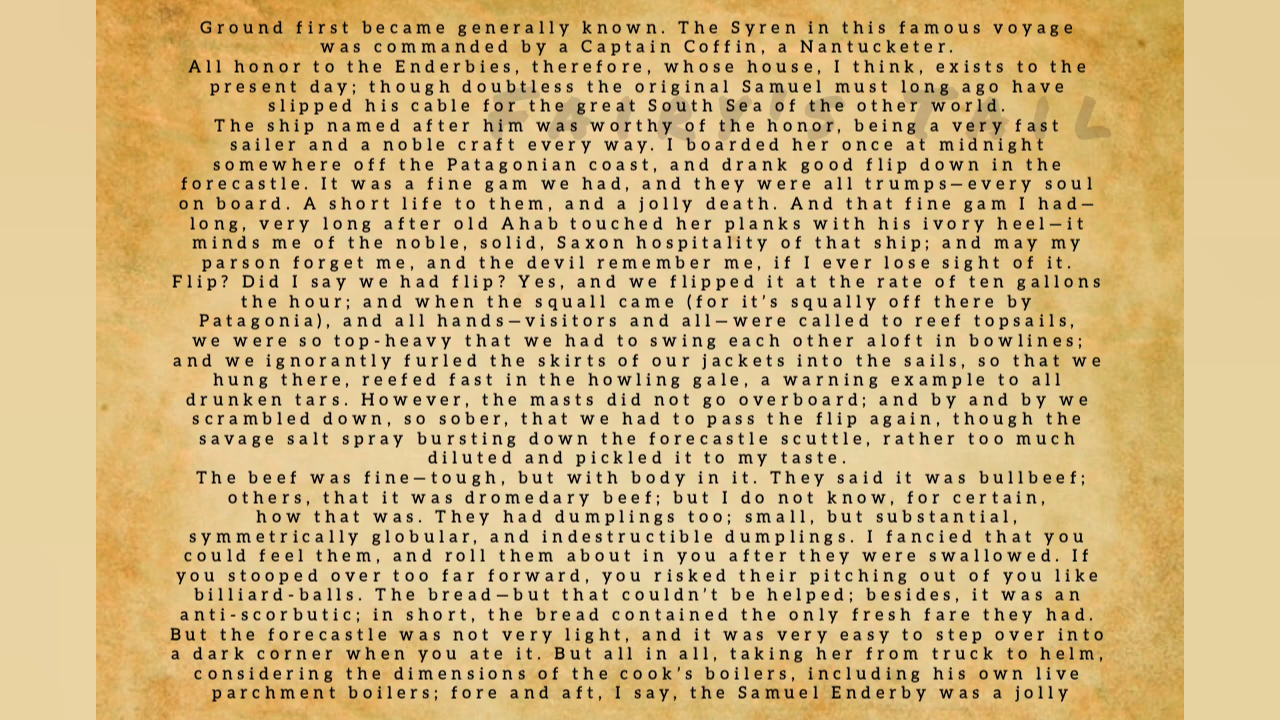 Ground first became generally known. The Syren in this famous voyage
was commanded by a Captain Coffin, a Nantucketer.
All honor to the Enderbies, therefore, whose house, I think, exists to the
present day; though doubtless the original Samuel must long ago have
slipped his cable for the great South Sea of the other world.
FAIRY'S TAIL
The ship named after him was worthy of the honor, being a very fast
sailer and a noble craft every way. I boarded her once at midnight
somewhere off the Patagonian coast, and drank good flip down in the
forecastle. It was a fine gam we had, and they were all trumps—every soul
on board. A short life to them, and a jolly death. And that fine gam I had—
long, very long after old Ahab touched her planks with his ivory heel—it
minds me of the noble, solid, Saxon hospitality of that ship; and may my
parson forget me, and the devil remember me, if I ever lose sight of it.
Flip? Did I say we had flip? Yes, and we flipped it at the rate of ten gallons
the hour; and when the squall came (for it's squally off there by
Patagonia), and all hands—visitors and all—were called to reef topsails,
we were so top-heavy that we had to swing each other aloft in bowlines;
and we ignorantly furled the skirts of our jackets into the sails, so that we
hung there, reefed fast in the howling gale, a warning example to all
drunken tars. However, the masts did not go overboard; and by and by we
scrambled down, so sober, that we had to pass the flip again, though the
savage salt spray bursting down the forecastle scuttle, rather too much
diluted and pickled it to my taste.
The beef was fine—tough, but with body in it. They said it was bullbeef;
others, that it was dromedary beef; but I do not know, for certain,
how that was. They had dumplings too; small, but substantial,
symmetrically globular, and indestructible dumplings. I fancied that you
could feel them, and roll them about in you after they were swallowed. If
you stooped over too far forward, you risked their pitching out of you like
billiard-balls. The bread—but that couldn't be helped; besides, it was an
anti-scorbutic; in short, the bread contained the only fresh fare they had.
But the forecastle was not very light, and it was very easy to step over into
a dark corner when you ate it. But all in all, taking her from truck to helm,
considering the dimensions of the cook's boilers, including his own live
parchment boilers; fore and aft, I say, the Samuel Enderby was a jolly